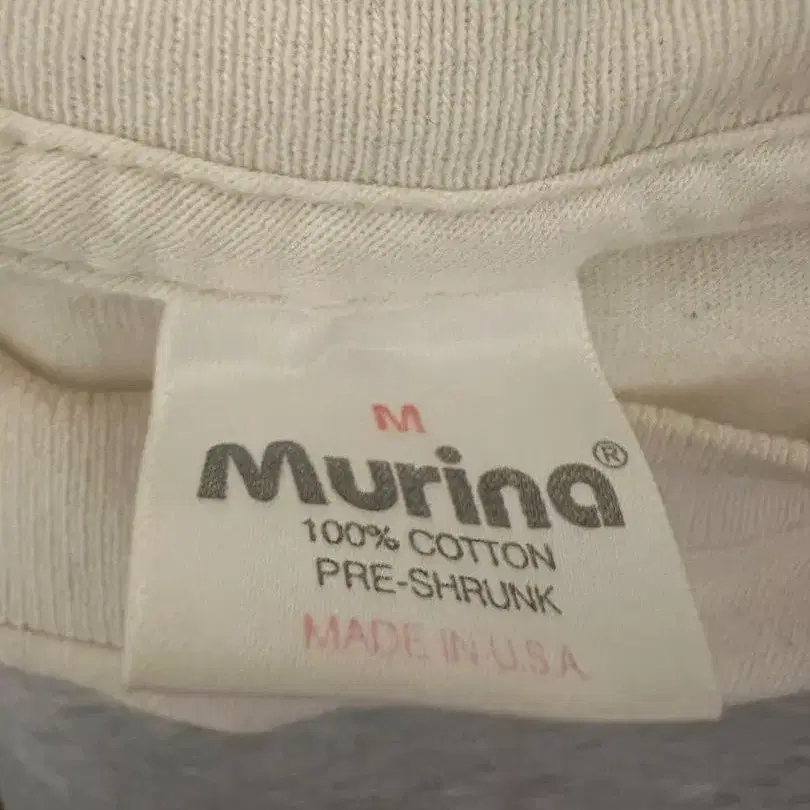 M
Murina®
100% COTTON
PRE-SHRUNK
MADE IN U.S.A